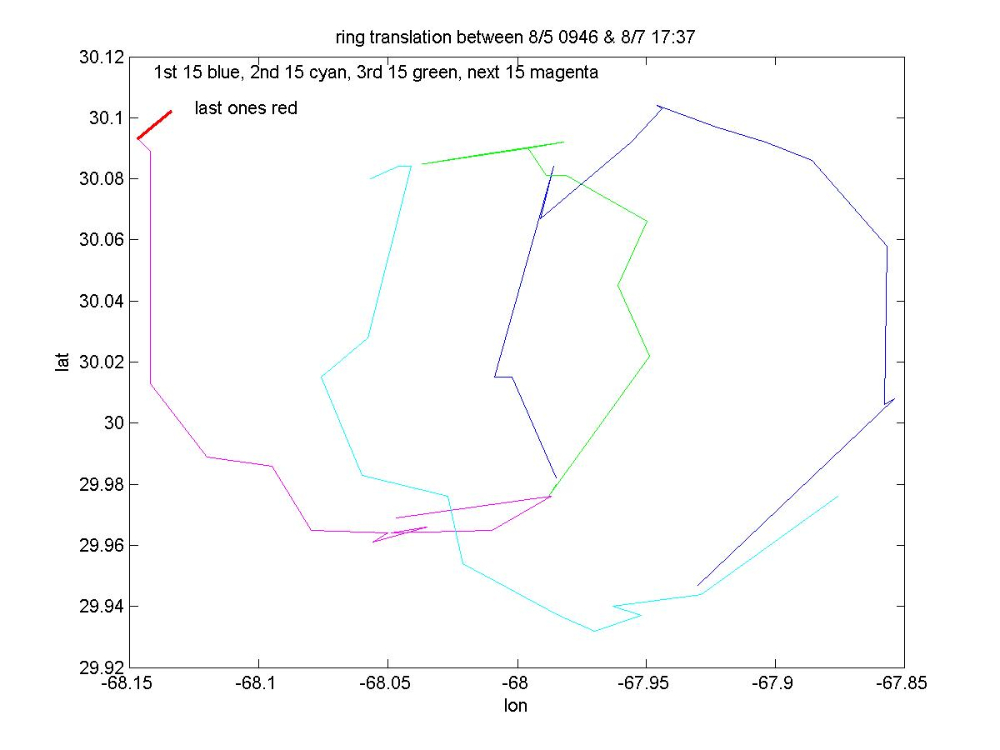 ring translation between 8/5 0946 & 8/7 17:37
30.12
1st 15 blue, 2nd 15 cyan, 3rd 15 green, next 15 magenta
last ones red
30.1
30.08
30.06
30.04
lat
30.02
30
29.98
29.96
29.94
29.92
-68.15 -68.1 -68.05 -68 -67.95 -67.9 -67.85
lon